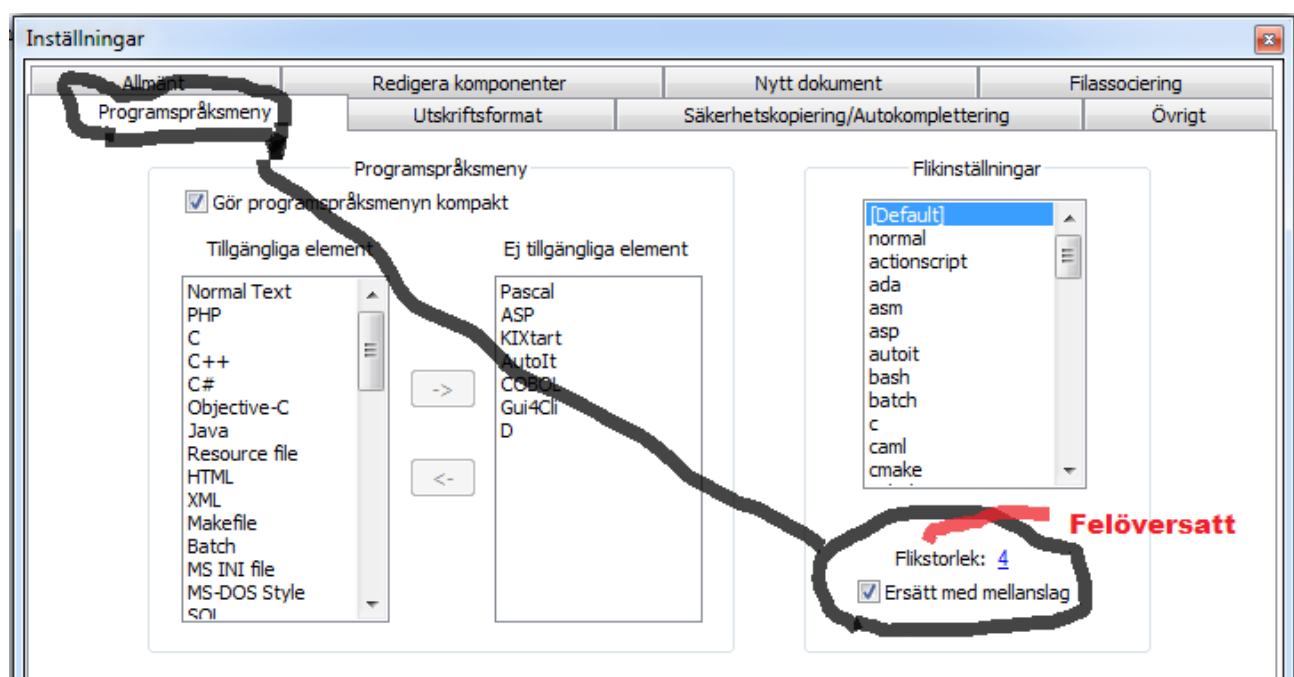 Inställningar
Allmänt
Redigera komponenter
Nytt dokument
Filassociering
Programspråksmeny
Utskriftsformat
Säkerhetskopiering/Autokomplettering
Övrigt
Programspråksmeny
Gör programspråksmenyn kompakt
Tillgängliga element
Normal Text
PHP
C
C++
C#
Objective-C
Java
Resource file
HTML
XML
Makefile
Batch
MS INI file
MS-DOS Style
SQL
->
<-
Ej tillgängliga element
Pascal
ASP
KIXtart
AutoIt
COBOL
Gui4Cli
D
Flikinställningar
[Default]
normal
actionscript
ada
asm
asp
autoit
bash
batch
c
caml
cmake
Felöversatt
Flikstorlek: 4
Ersätt med mellanslag